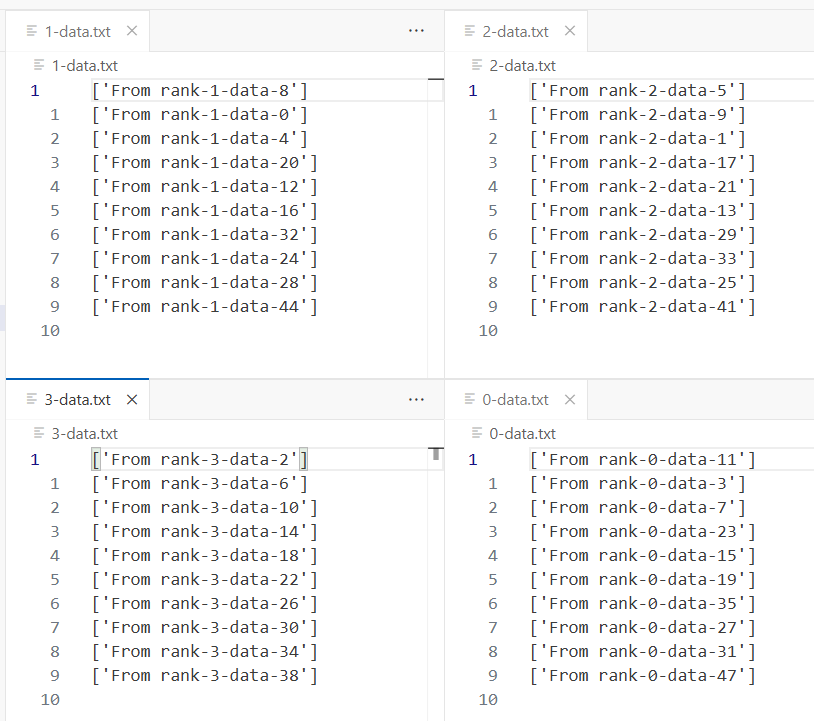 1-data.txt
1-data.txt
1 ['From rank-1-data-8']
1 ['From rank-1-data-0']
2 ['From rank-1-data-4']
3 ['From rank-1-data-20']
4 ['From rank-1-data-12']
5 ['From rank-1-data-16']
6 ['From rank-1-data-32']
7 ['From rank-1-data-24']
8 ['From rank-1-data-28']
9 ['From rank-1-data-44']
10
2-data.txt
2-data.txt
1 ['From rank-2-data-5']
1 ['From rank-2-data-9']
2 ['From rank-2-data-1']
3 ['From rank-2-data-17']
4 ['From rank-2-data-21']
5 ['From rank-2-data-13']
6 ['From rank-2-data-29']
7 ['From rank-2-data-33']
8 ['From rank-2-data-25']
9 ['From rank-2-data-41']
10
3-data.txt
3-data.txt
1 ['From rank-3-data-2']
1 ['From rank-3-data-6']
2 ['From rank-3-data-10']
3 ['From rank-3-data-14']
4 ['From rank-3-data-18']
5 ['From rank-3-data-22']
6 ['From rank-3-data-26']
7 ['From rank-3-data-30']
8 ['From rank-3-data-34']
9 ['From rank-3-data-38']
10
0-data.txt
0-data.txt
1 ['From rank-0-data-11']
1 ['From rank-0-data-3']
2 ['From rank-0-data-7']
3 ['From rank-0-data-23']
4 ['From rank-0-data-15']
5 ['From rank-0-data-19']
6 ['From rank-0-data-35']
7 ['From rank-0-data-27']
8 ['From rank-0-data-31']
9 ['From rank-0-data-47']
10